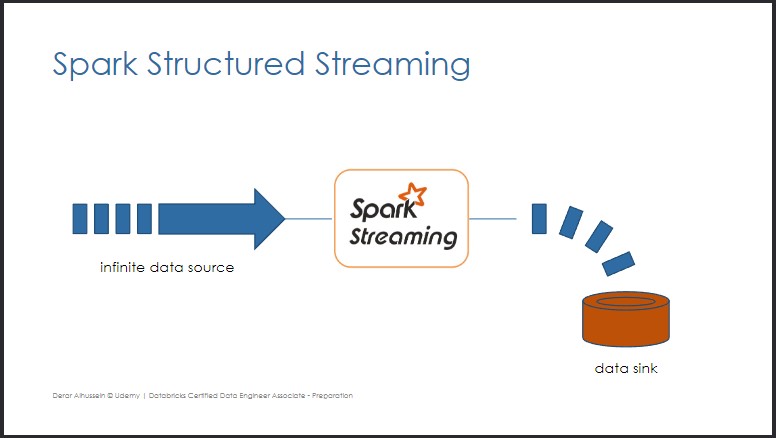 Spark Structured Streaming
Spark
Streaming
infinite data source
data sink
Derar Alhussein © Udemy | Databricks Certified Data Engineer Associate - Preparation